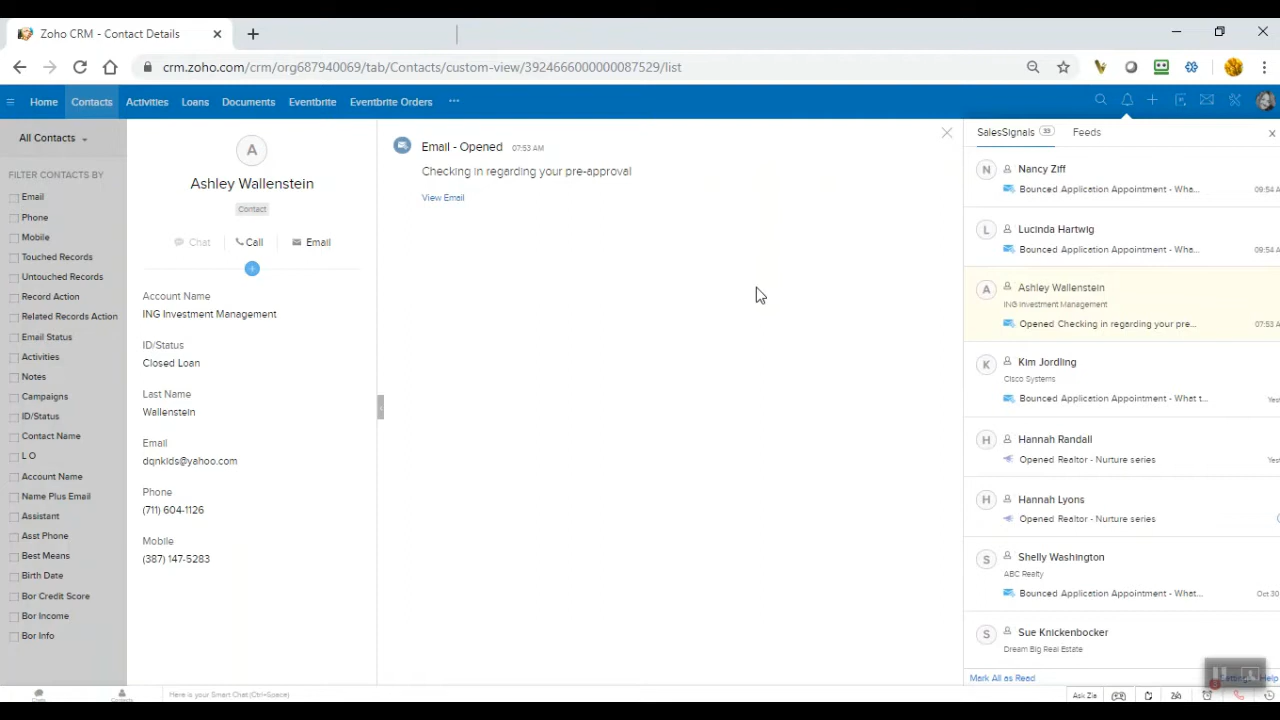 Zoho CRM - Contact Details
crm.zoho.com/crm/org687940069/tab/Contacts/custom-view/3924666000000087529/list
Home Contacts Activities Loans Documents Eventbrite Eventbrite Orders
All Contacts
FILTER CONTACTS BY
Email
Phone
Mobile
Touched Records
Untouched Records
Record Action
Related Records Action
Email Status
Activities
Notes
Campaigns
ID/Status
Contact Name
L O
Account Name
Name Plus Email
Assistant
Asst Phone
Best Means
Birth Date
Bor Credit Score
Bor Income
Bor Info
A
Ashley Wallenstein
Contact
Chat Call Email
Account Name
ING Investment Management
ID/Status
Closed Loan
Last Name
Wallenstein
Email
dqnklds@yahoo.com
Phone
(711) 604-1126
Mobile
(387) 147-5283
Email - Opened 07:53 AM
Checking in regarding your pre-approval
View Email
SalesSignals 33 Feeds
N Nancy Ziff
Bounced Application Appointment - Wha... 09:54
L Lucinda Hartwig
Bounced Application Appointment - Wha... 09:54
A Ashley Wallenstein
ING Investment Management
Opened Checking in regarding your pre... 07:53
K Kim Jordling
Cisco Systems
Bounced Application Appointment - What t... Yes
H Hannah Randall
Opened Realtor - Nurture series Yes
H Hannah Lyons
Opened Realtor - Nurture series
S Shelly Washington
ABC Realty
Bounced Application Appointment - What... Oct 30
S Sue Knickenbocker
Dream Big Real Estate
Mark All as Read Help
Chats Contacts Here is your Smart Chat (Ctrl+Space) Ask Zia